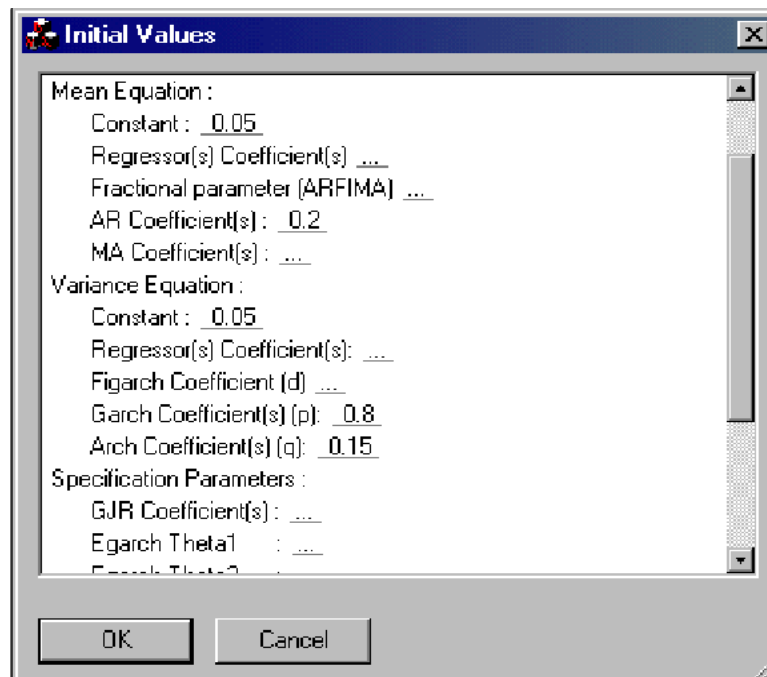 Initial Values
Mean Equation :
Constant : 0.05
Regressor(s) Coefficient(s) ...
Fractional parameter (ARFIMA) ...
AR Coefficient(s) : 0.2
MA Coefficient(s) : ...
Variance Equation :
Constant : 0.05
Regressor(s) Coefficient(s): ...
Figarch Coefficient (d) ...
Garch Coefficient(s) (p): 0.8
Arch Coefficient(s) (q): 0.15
Specification Parameters :
GJR Coefficient(s) : ...
Egarch Theta1 : ...
Egarch Theta2 :
OK Cancel